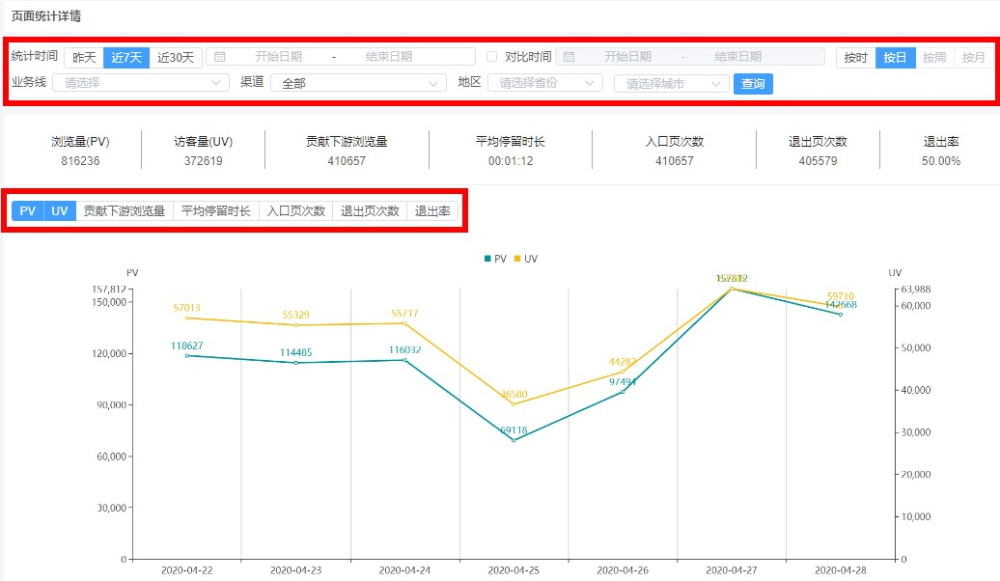 页面统计详情
统计时间 昨天 近7天 近30天 开始日期 - 结束日期 对比时间 开始日期 - 结束日期 按时 按日 按周 按月
业务线 请选择 渠道 全部 地区 请选择省份 请选择城市 查询
浏览量(PV) 访客量(UV) 贡献下游浏览量 平均停留时长 入口页次数 退出页次数 退出率
816236 372619 410657 00:01:12 410657 405579 50.00%
PV UV 贡献下游浏览量 平均停留时长 入口页次数 退出页次数 退出率
PV UV
PV UV
157,812 157812 63,988
150,000 57013 55329 55717 59710 60,000
142668
120,000 118627 114485 116032 50,000
44282
97494 40,000
90,000 36580
69118 30,000
60,000 20,000
30,000 10,000
0 0
2020-04-22 2020-04-23 2020-04-24 2020-04-25 2020-04-26 2020-04-27 2020-04-28